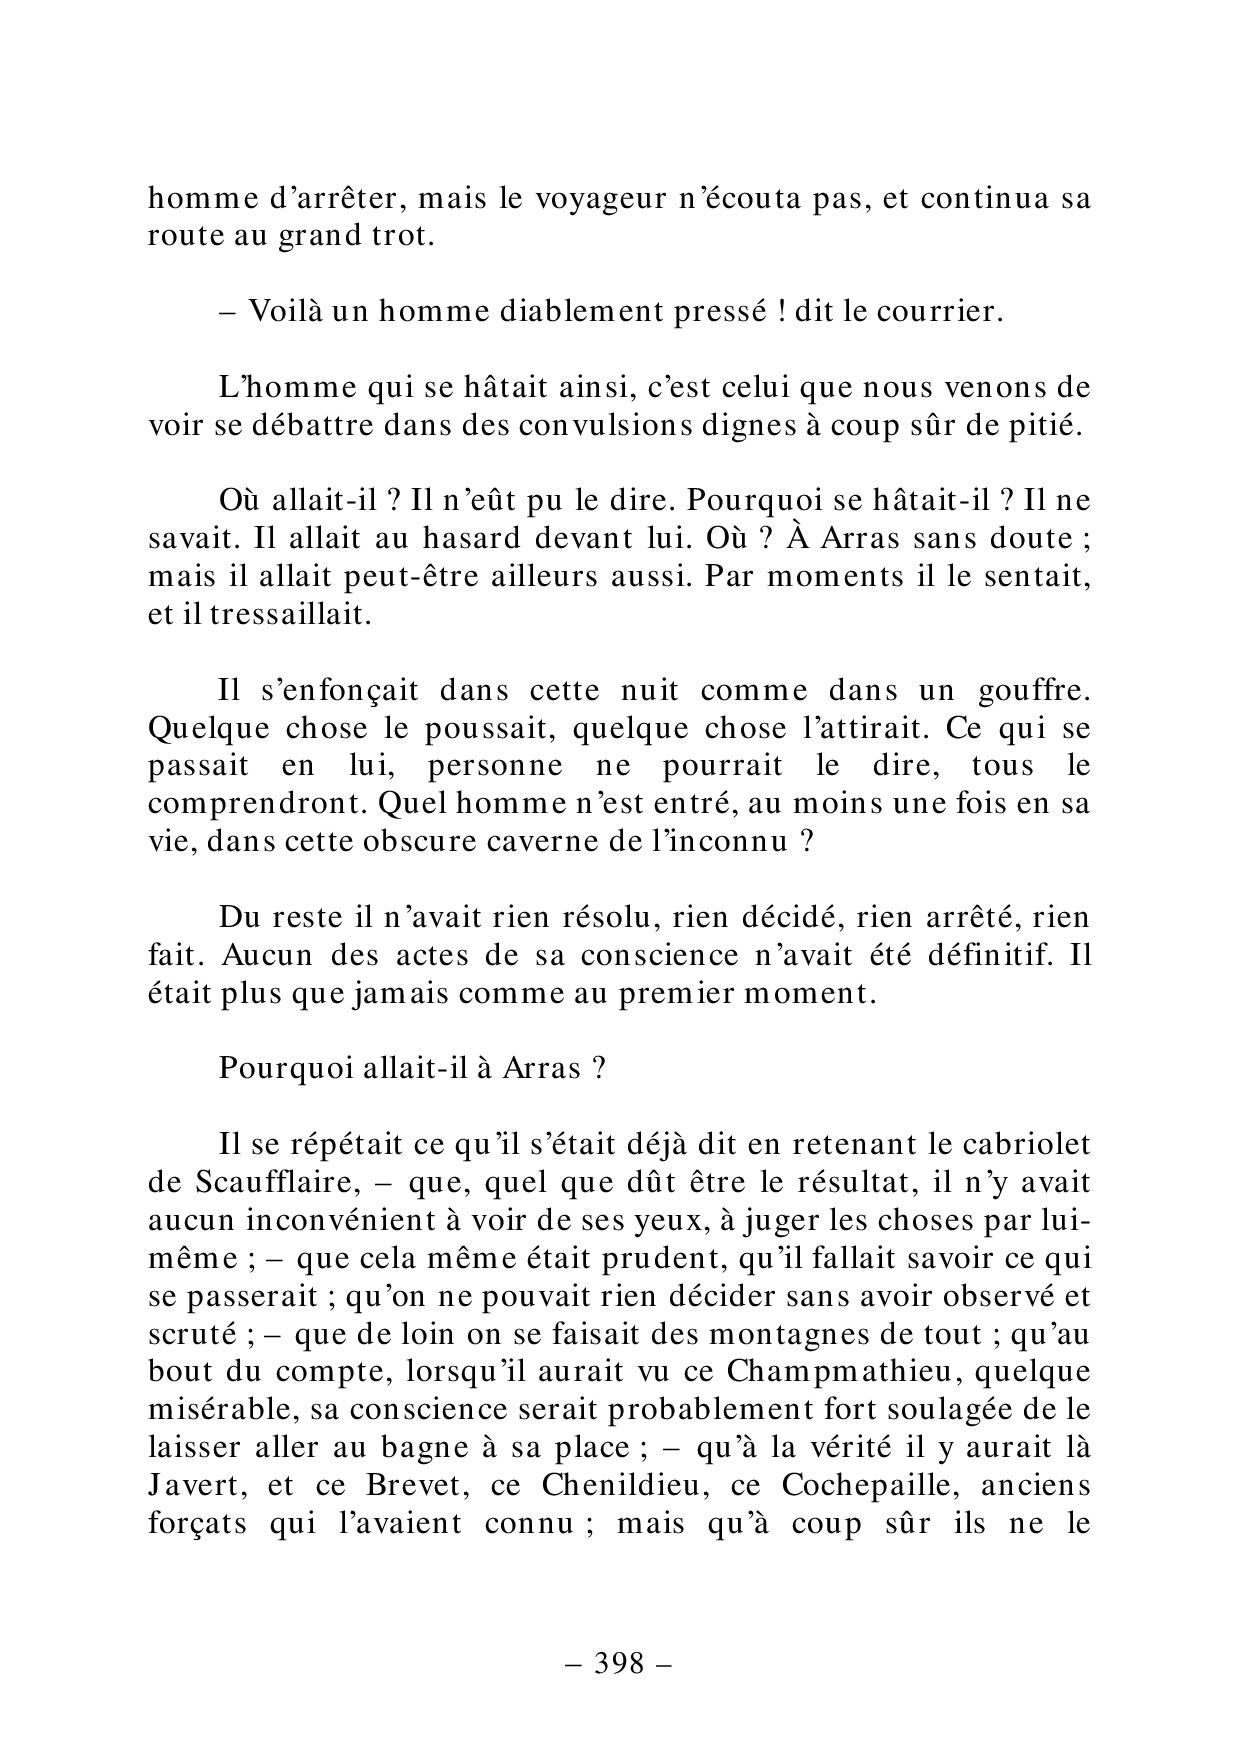 homme d’arrêter, mais le voyageur n’écouta pas, et continua sa
route au grand trot.
– Voilà un homme diablement pressé ! dit le courrier.
L’homme qui se hâtait ainsi, c’est celui que nous venons de
voir se débattre dans des convulsions dignes à coup sûr de pitié.
Où allait-il ? Il n’eût pu le dire. Pourquoi se hâtait-il ? Il ne
savait. Il allait au hasard devant lui. Où ? À Arras sans doute ;
mais il allait peut-être ailleurs aussi. Par moments il le sentait,
et il tressaillait.
Il s’enfonçait dans cette nuit comme dans un gouffre.
Quelque chose le poussait, quelque chose l’attirait. Ce qui se
passait en lui, personne ne pourrait le dire, tous le
comprendront. Quel homme n’est entré, au moins une fois en sa
vie, dans cette obscure caverne de l’inconnu ?
Du reste il n’avait rien résolu, rien décidé, rien arrêté, rien
fait. Aucun des actes de sa conscience n’avait été définitif. Il
était plus que jamais comme au premier moment.
Pourquoi allait-il à Arras ?
Il se répétait ce qu’il s’était déjà dit en retenant le cabriolet
de Scaufflaire, – que, quel que dût être le résultat, il n’y avait
aucun inconvénient à voir de ses yeux, à juger les choses par lui-
même ; – que cela même était prudent, qu’il fallait savoir ce qui
se passerait ; qu’on ne pouvait rien décider sans avoir observé et
scruté ; – que de loin on se faisait des montagnes de tout ; qu’au
bout du compte, lorsqu’il aurait vu ce Champmathieu, quelque
misérable, sa conscience serait probablement fort soulagée de le
laisser aller au bagne à sa place ; – qu’à la vérité il y aurait là
Javert, et ce Brevet, ce Chenildieu, ce Cochepaille, anciens
forçats qui l’avaient connu ; mais qu’à coup sûr ils ne le
– 398 –